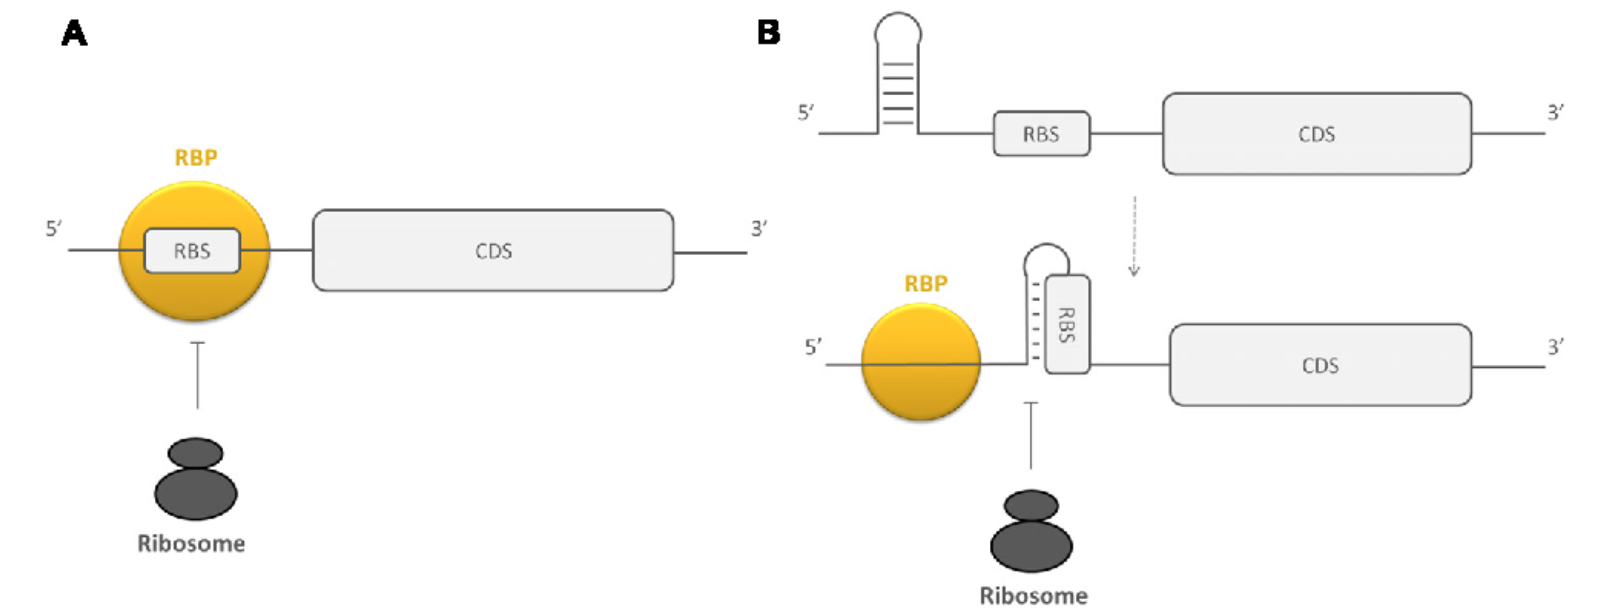 A
RBP
5′
RBS
CDS
3′
Ribosome
B
5′
RBS
CDS
3′
RBP
5′
RBS
CDS
3′
Ribosome